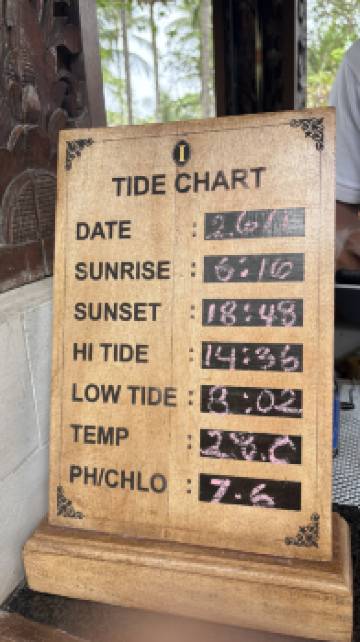 I
TIDE CHART
DATE :
SUNRISE : 6:16
SUNSET : 18:48
HI TIDE : 14:36
LOW TIDE : 8:02
TEMP : 28.C
PH/CHLO : 7.6